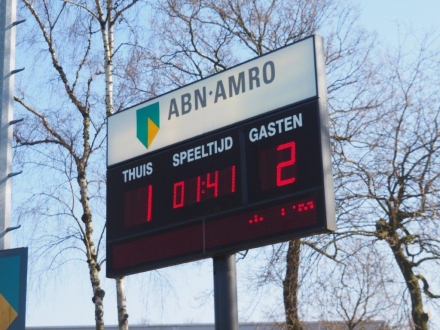 ABN·AMRO
THUIS SPEELTIJD GASTEN
1 01:41 2